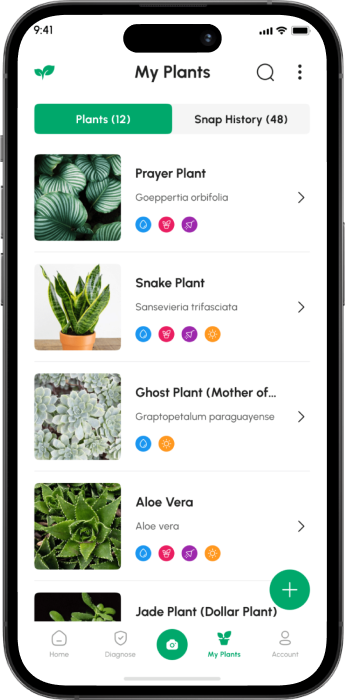 9:41
My Plants
Plants (12)
Snap History (48)
Prayer Plant
Goeppertia orbifolia
Snake Plant
Sansevieria trifasciata
Ghost Plant (Mother of...
Graptopetalum paraguayense
Aloe Vera
Aloe vera
Jade Plant (Dollar Plant)
Home
Diagnose
My Plants
Account